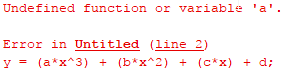 Undefined function or variable 'a'.
Error in Untitled (line 2)
y = (a*x^3) + (b*x^2) + (c*x) + d;